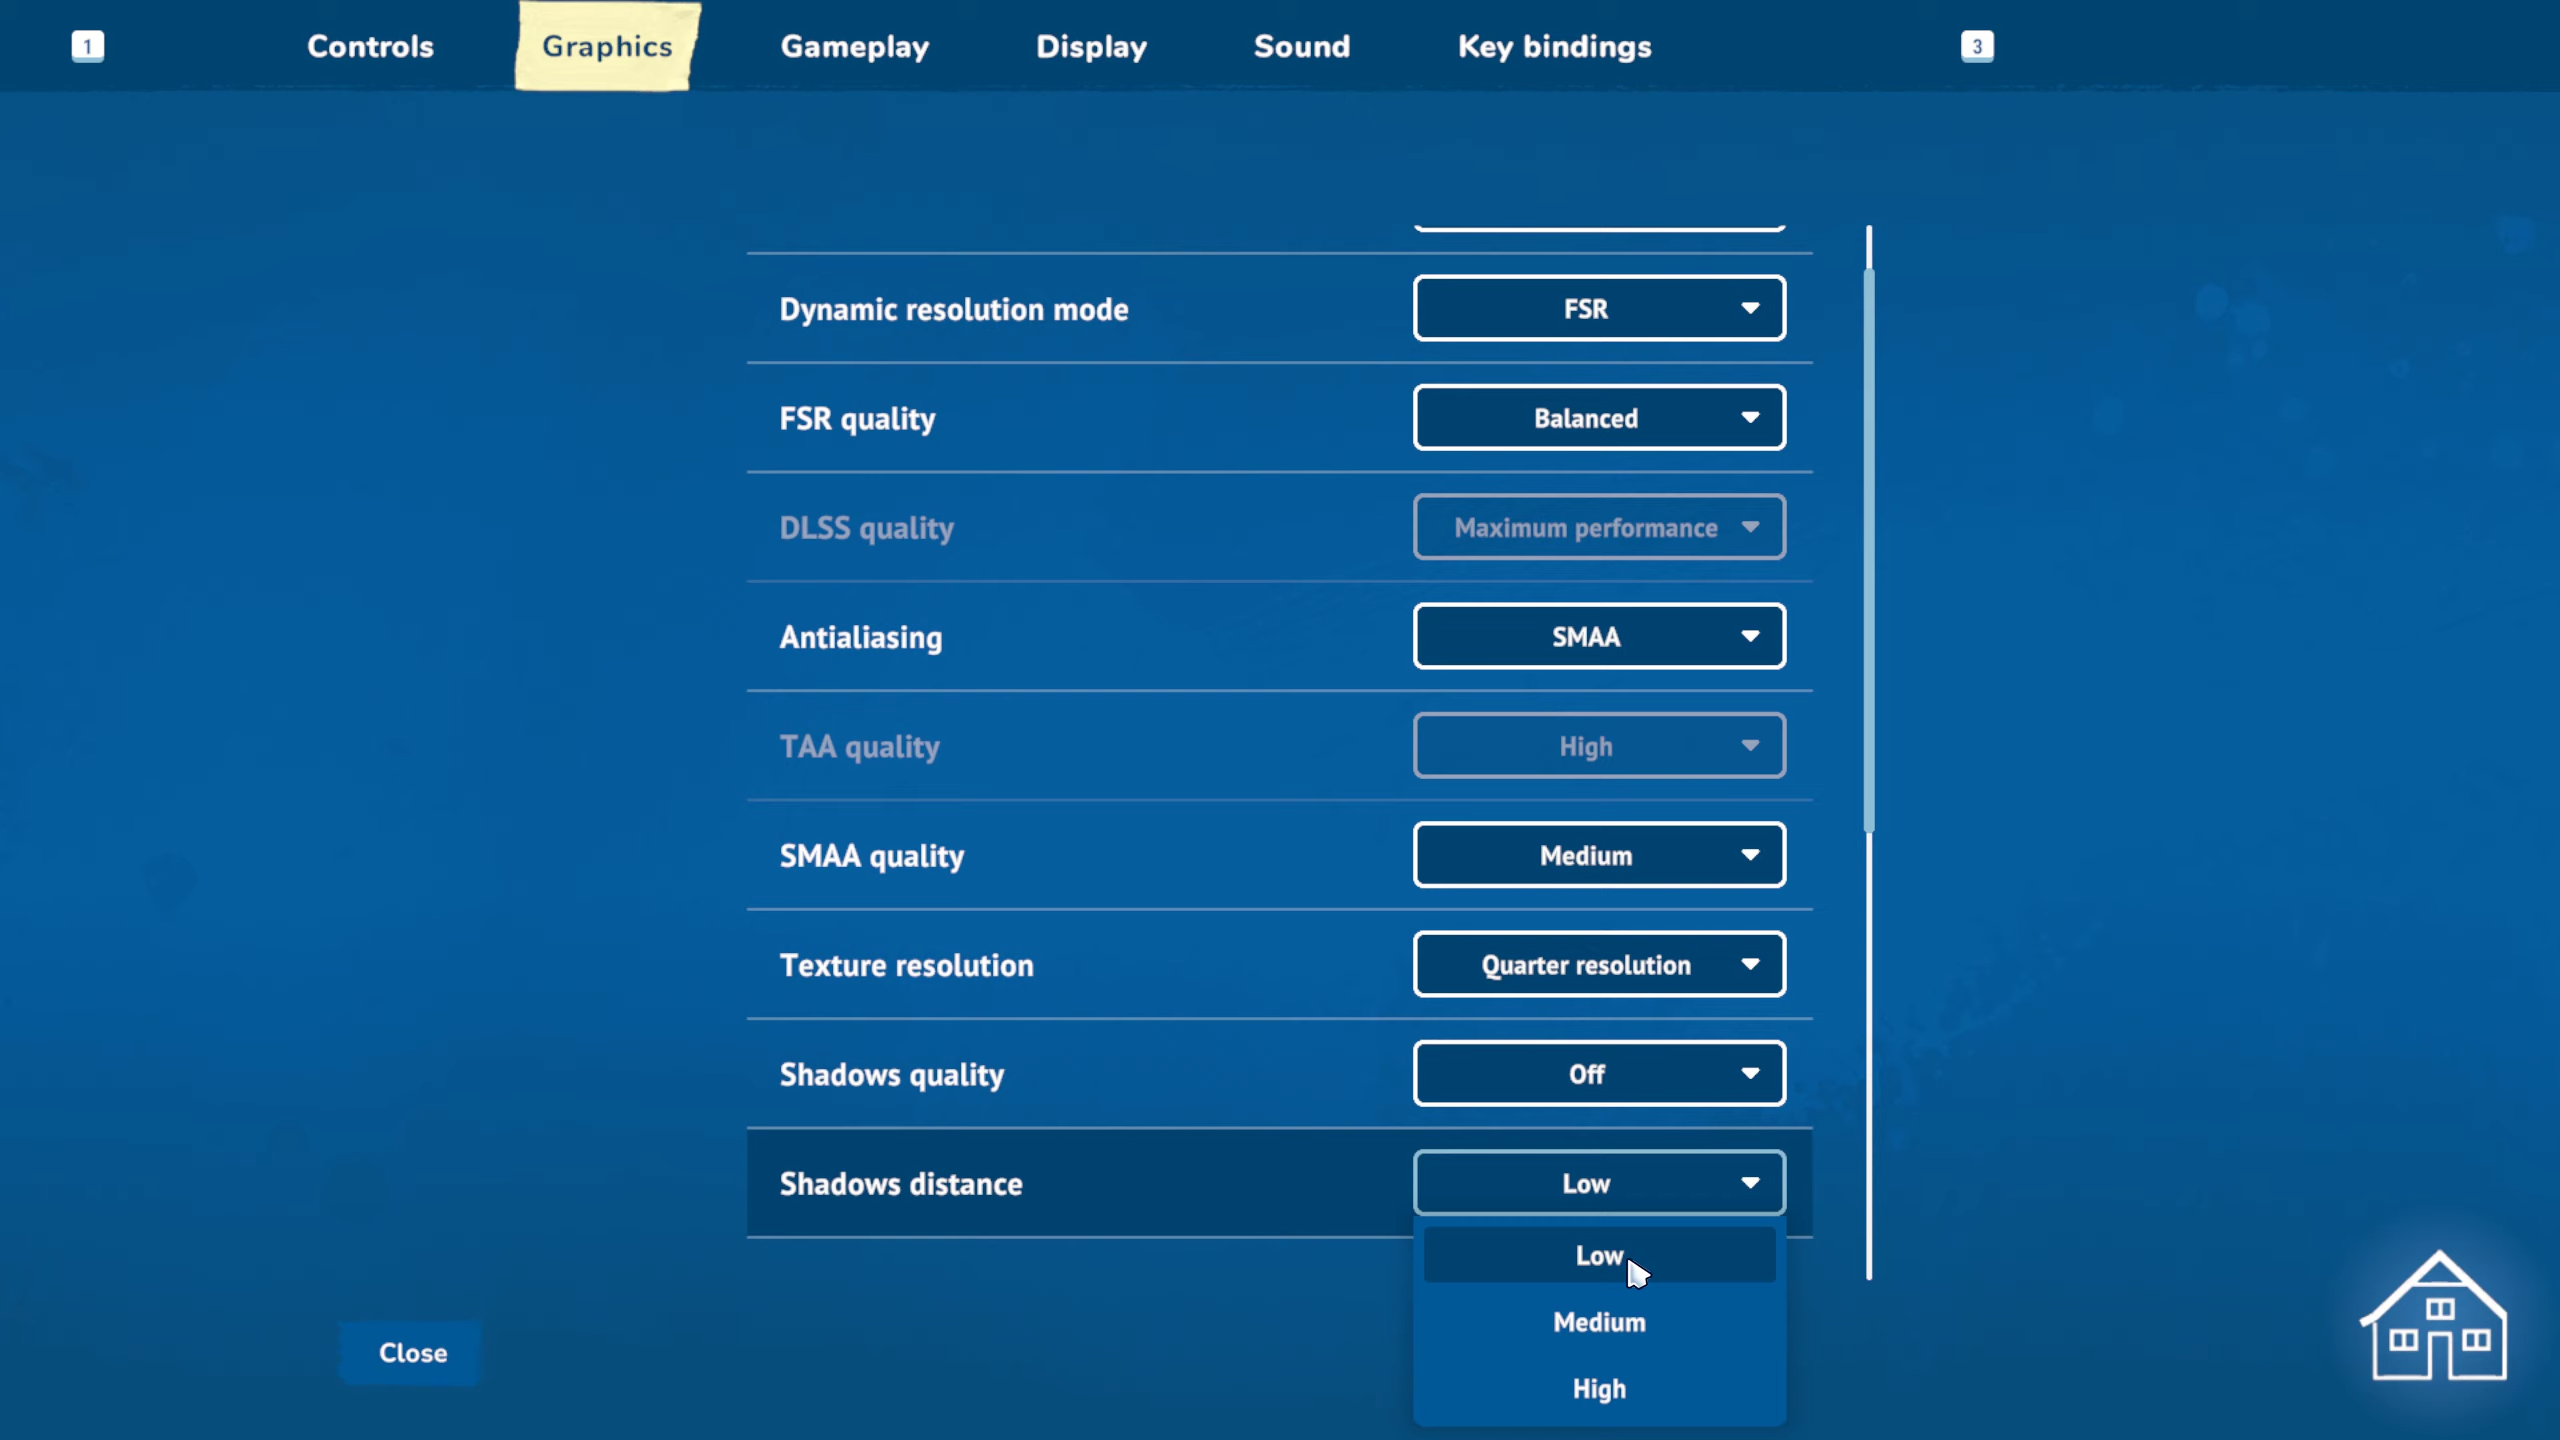 1
Controls
Graphics
Gameplay
Display
Sound
Key bindings
3
Dynamic resolution mode
FSR
FSR quality
Balanced
DLSS quality
Maximum performance
Antialiasing
SMAA
TAA quality
High
SMAA quality
Medium
Texture resolution
Quarter resolution
Shadows quality
Off
Shadows distance
Low
Low
Medium
High
Close